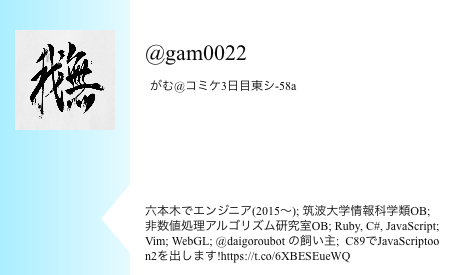 我無
@gam0022
がむ@コミケ3日目東シ-58a
六本木でエンジニア(2015〜); 筑波大学情報科学類OB;
非数値処理アルゴリズム研究室OB; Ruby, C#, JavaScript;
Vim; WebGL; @daigoroubot の飼い主;  C89でJavaScriptoo
n2を出します!https://t.co/6XBESEueWQ